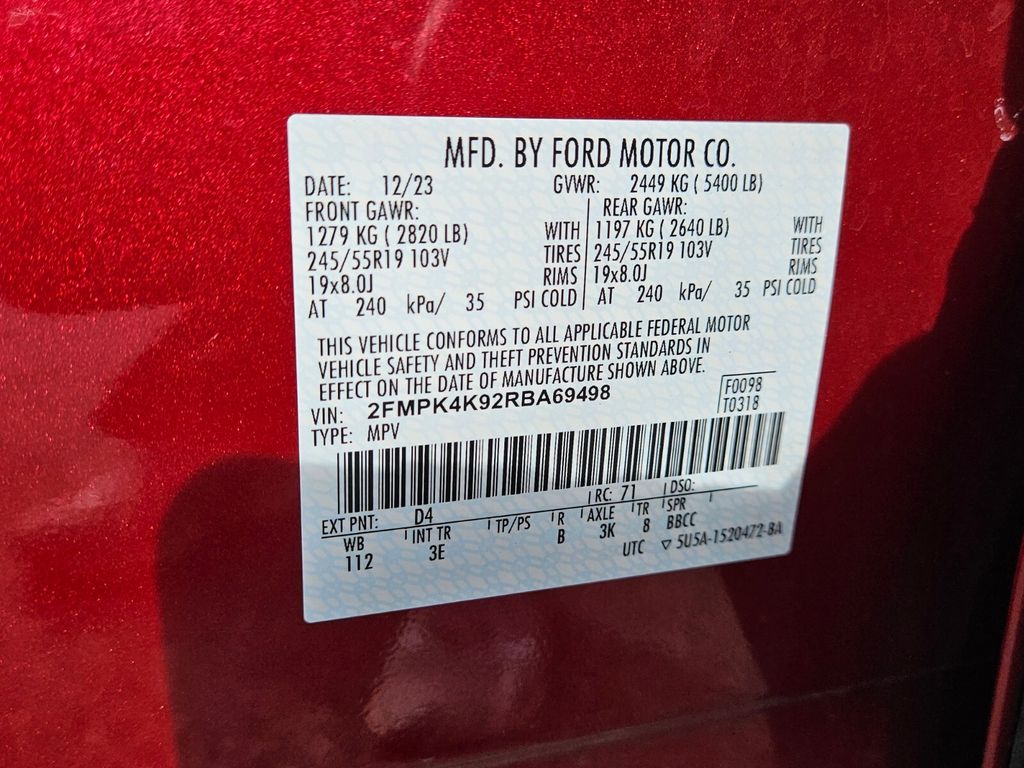 MFD. BY FORD MOTOR CO.
DATE: 12/23 GVWR: 2449 KG ( 5400 LB)
FRONT GAWR: REAR GAWR:
1279 KG ( 2820 LB) WITH 1197 KG ( 2640 LB) WITH
245/55R19 103V TIRES 245/55R19 103V TIRES
19x8.0J RIMS 19x8.0J RIMS
AT 240 kPa/ 35 PSI COLD AT 240 kPa/ 35 PSI COLD
THIS VEHICLE CONFORMS TO ALL APPLICABLE FEDERAL MOTOR
VEHICLE SAFETY AND THEFT PREVENTION STANDARDS IN
EFFECT ON THE DATE OF MANUFACTURE SHOWN ABOVE.
VIN: 2FMPK4K92RBA69498 F0098
TYPE: MPV T0318
EXT PNT: D4 RC: 71 DSO:
WB INT TR TP/PS R AXLE TR SPR
112 3E B 3K 8 BBCC
UTC ▽ 5U5A-1520472-BA